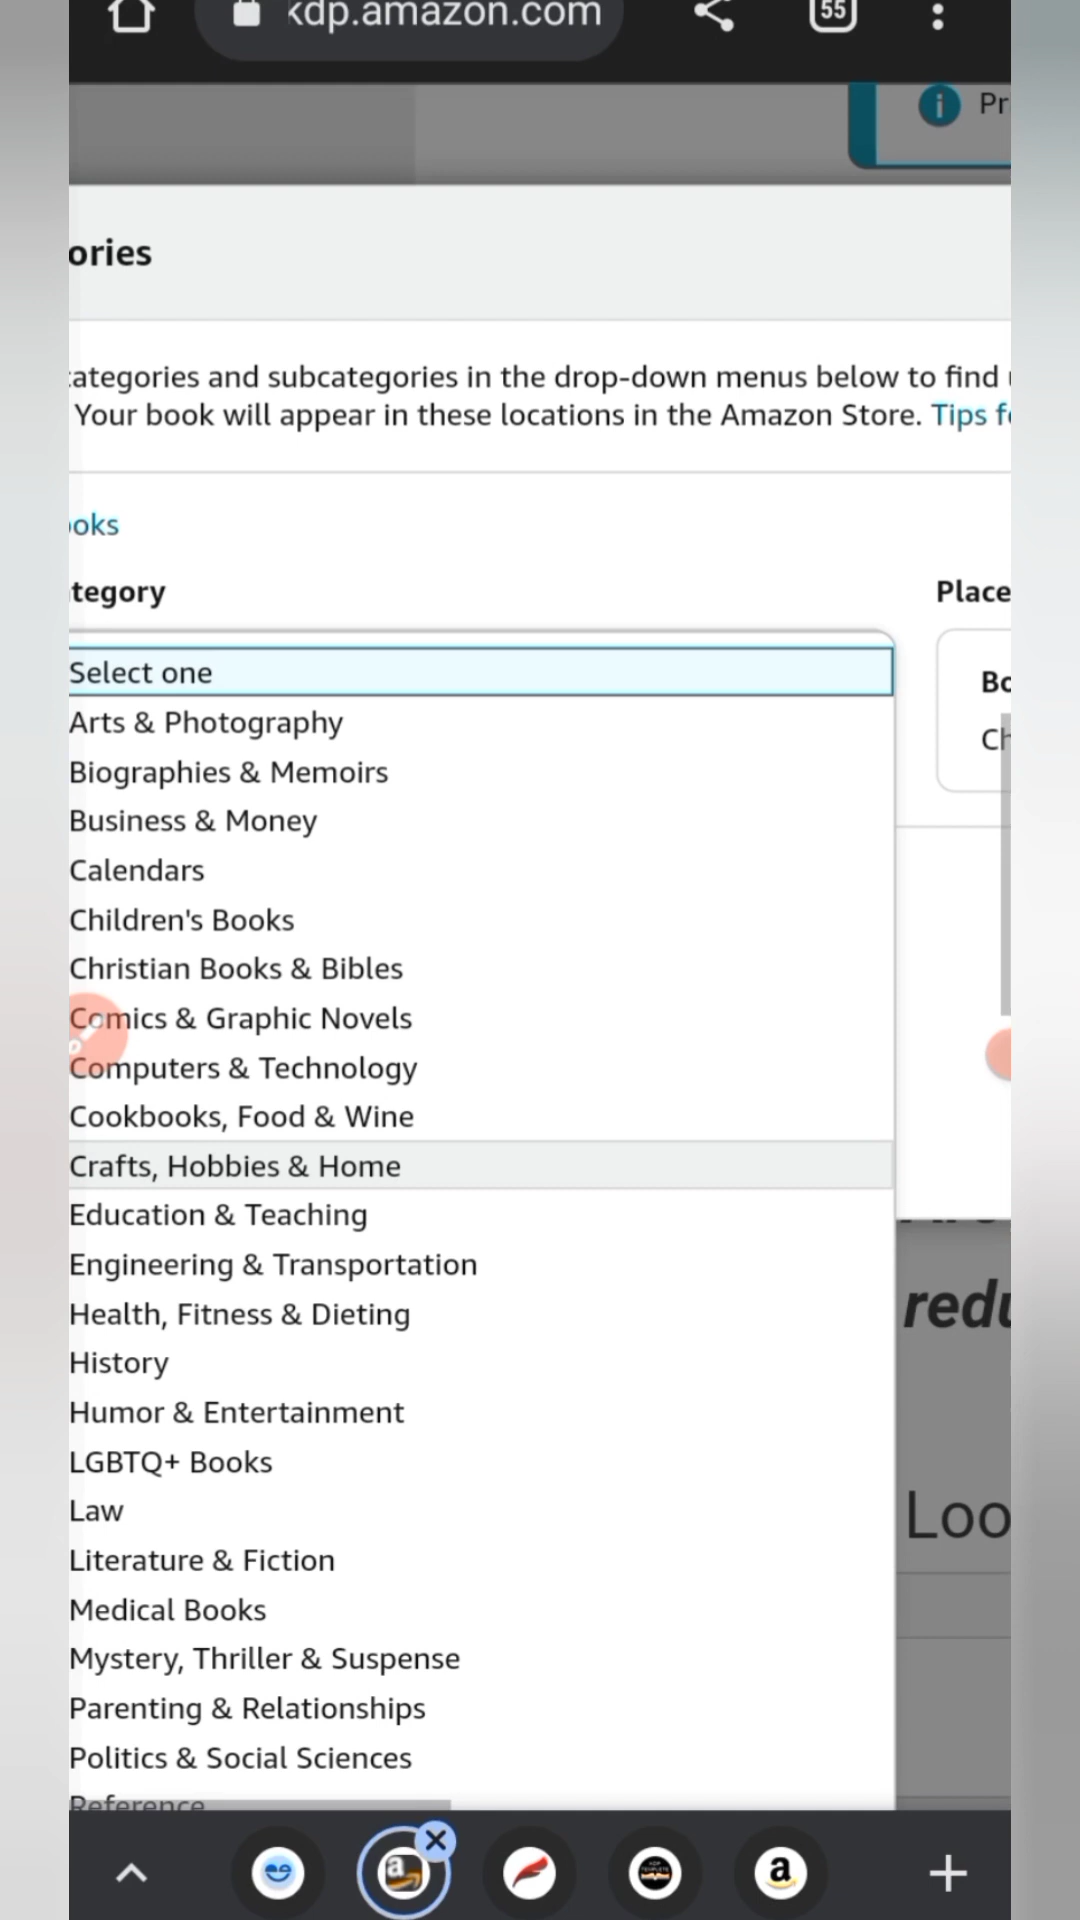 kdp.amazon.com
55
Pr
ories
categories and subcategories in the drop-down menus below to find
Your book will appear in these locations in the Amazon Store. Tips f
ooks
tegory
Place
Select one
Bo
Arts & Photography
Ch
Biographies & Memoirs
Business & Money
Calendars
Children's Books
Christian Books & Bibles
Comics & Graphic Novels
Computers & Technology
Cookbooks, Food & Wine
Crafts, Hobbies & Home
Education & Teaching
Engineering & Transportation
Health, Fitness & Dieting
redu
History
Humor & Entertainment
LGBTQ+ Books
Law
Loo
Literature & Fiction
Medical Books
Mystery, Thriller & Suspense
Parenting & Relationships
Politics & Social Sciences
Reference